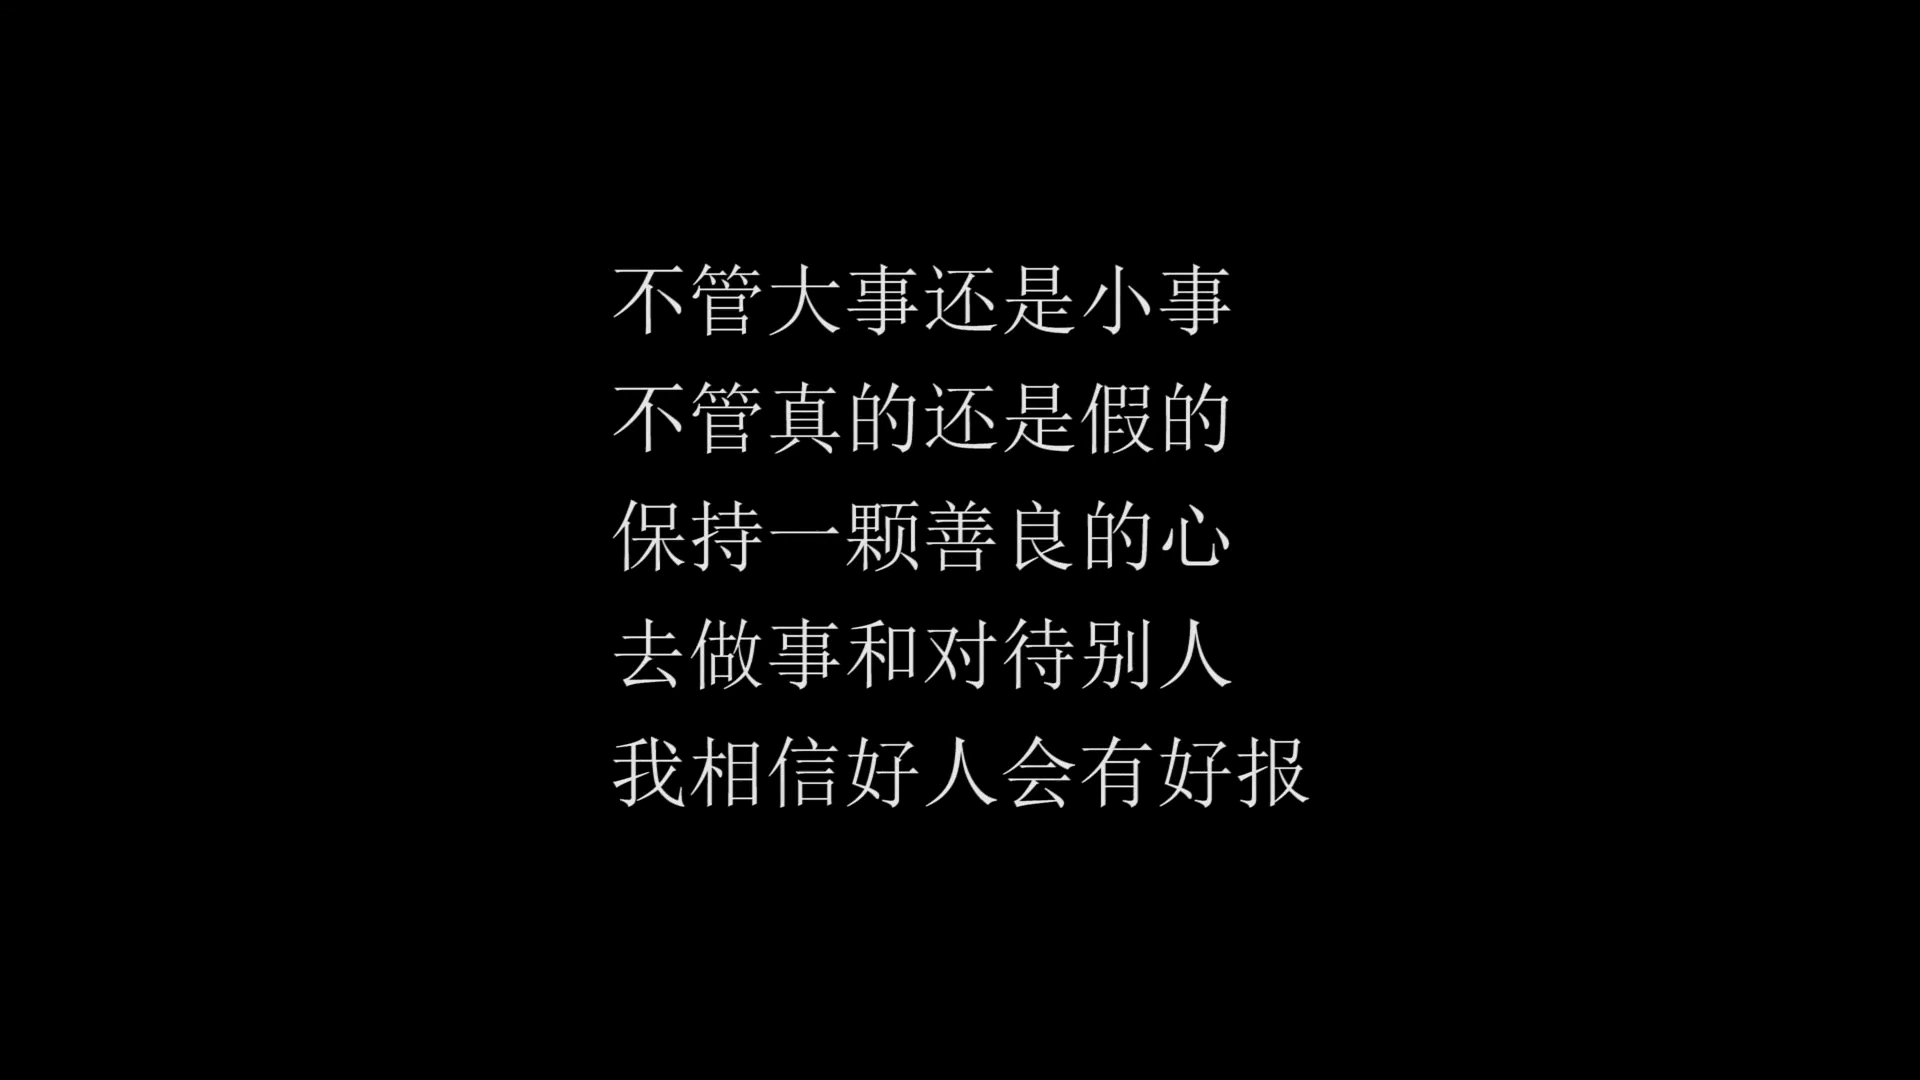 不管大事还是小事
不管真的还是假的
保持一颗善良的心
去做事和对待别人
我相信好人会有好报